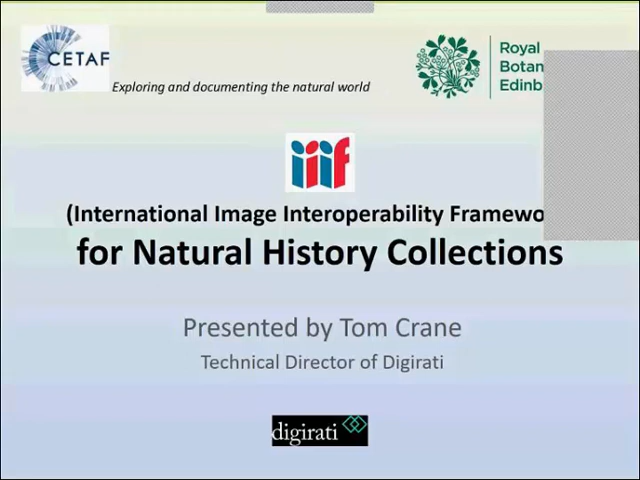 CETAF
Exploring and documenting the natural world
Royal
Botan
Edinb
iiif
(International Image Interoperability Framewo
for Natural History Collections
Presented by Tom Crane
Technical Director of Digirati
digirati